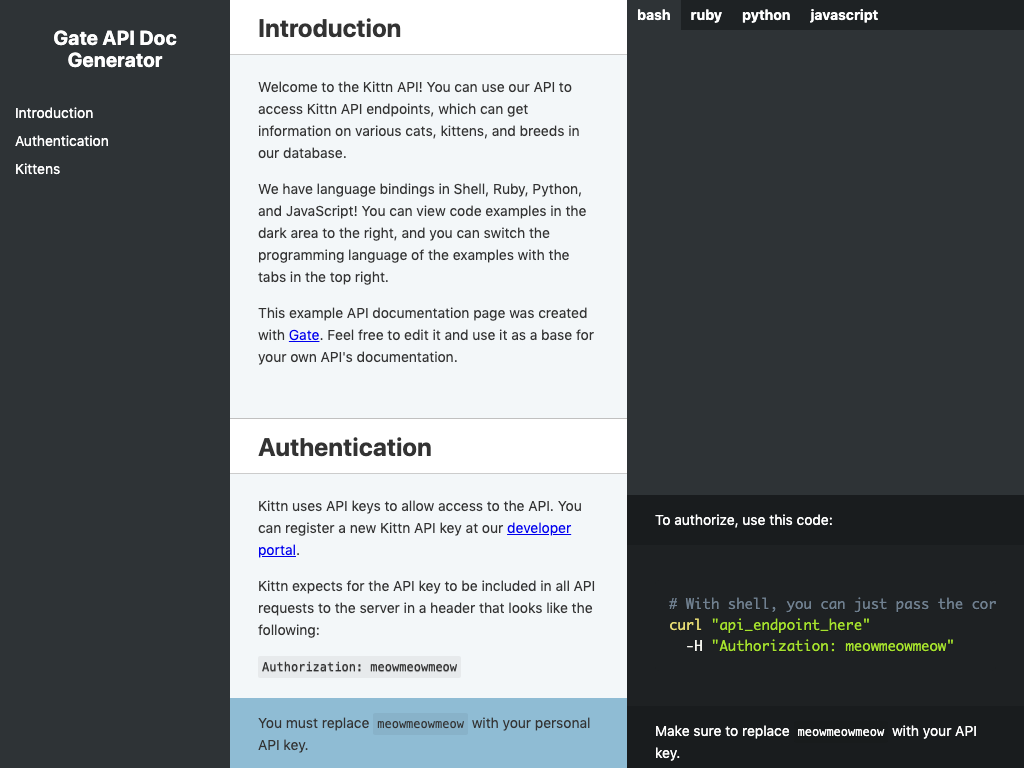 Gate API Doc
Generator
Introduction
Authentication
Kittens
Introduction
Welcome to the Kittn API! You can use our API to
access Kittn API endpoints, which can get
information on various cats, kittens, and breeds in
our database.
We have language bindings in Shell, Ruby, Python,
and JavaScript! You can view code examples in the
dark area to the right, and you can switch the
programming language of the examples with the
tabs in the top right.
This example API documentation page was created
with Gate. Feel free to edit it and use it as a base for
your own API's documentation.
Authentication
Kittn uses API keys to allow access to the API. You
can register a new Kittn API key at our developer
portal.
Kittn expects for the API key to be included in all API
requests to the server in a header that looks like the
following:
Authorization: meowmeowmeow
You must replace meowmeowmeow with your personal
API key.
bash ruby python javascript
To authorize, use this code:
# With shell, you can just pass the cor
curl "api_endpoint_here"
-H "Authorization: meowmeowmeow"
Make sure to replace meowmeowmeow with your API
key.